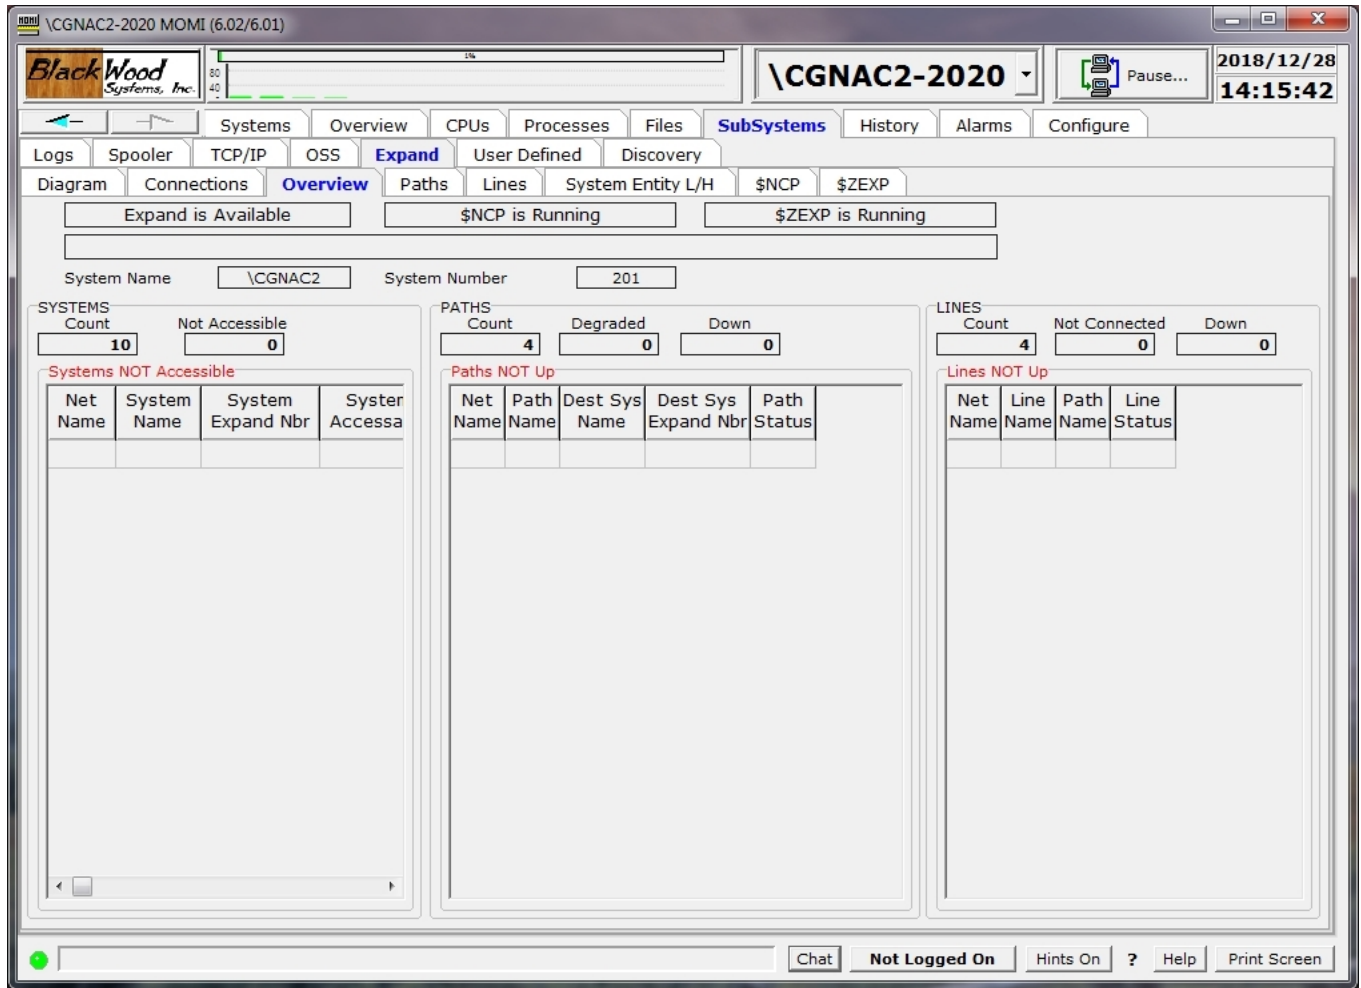 \CGNAC2-2020 MOMI (6.02/6.01)
BlackWood Systems, Inc.
1%
80
40
\CGNAC2-2020
Pause...
2018/12/28
14:15:42
Systems Overview CPUs Processes Files SubSystems History Alarms Configure
Logs Spooler TCP/IP OSS Expand User Defined Discovery
Diagram Connections Overview Paths Lines System Entity L/H $NCP $ZEXP
Expand is Available $NCP is Running $ZEXP is Running
System Name \CGNAC2 System Number 201
SYSTEMS
Count Not Accessible
10 0
Systems NOT Accessible
Net Name System Name System Expand Nbr System Accessa
PATHS
Count Degraded Down
4 0 0
Paths NOT Up
Net Name Path Name Dest Sys Name Dest Sys Expand Nbr Path Status
LINES
Count Not Connected Down
4 0 0
Lines NOT Up
Net Name Line Name Path Name Line Status
Chat Not Logged On Hints On ? Help Print Screen